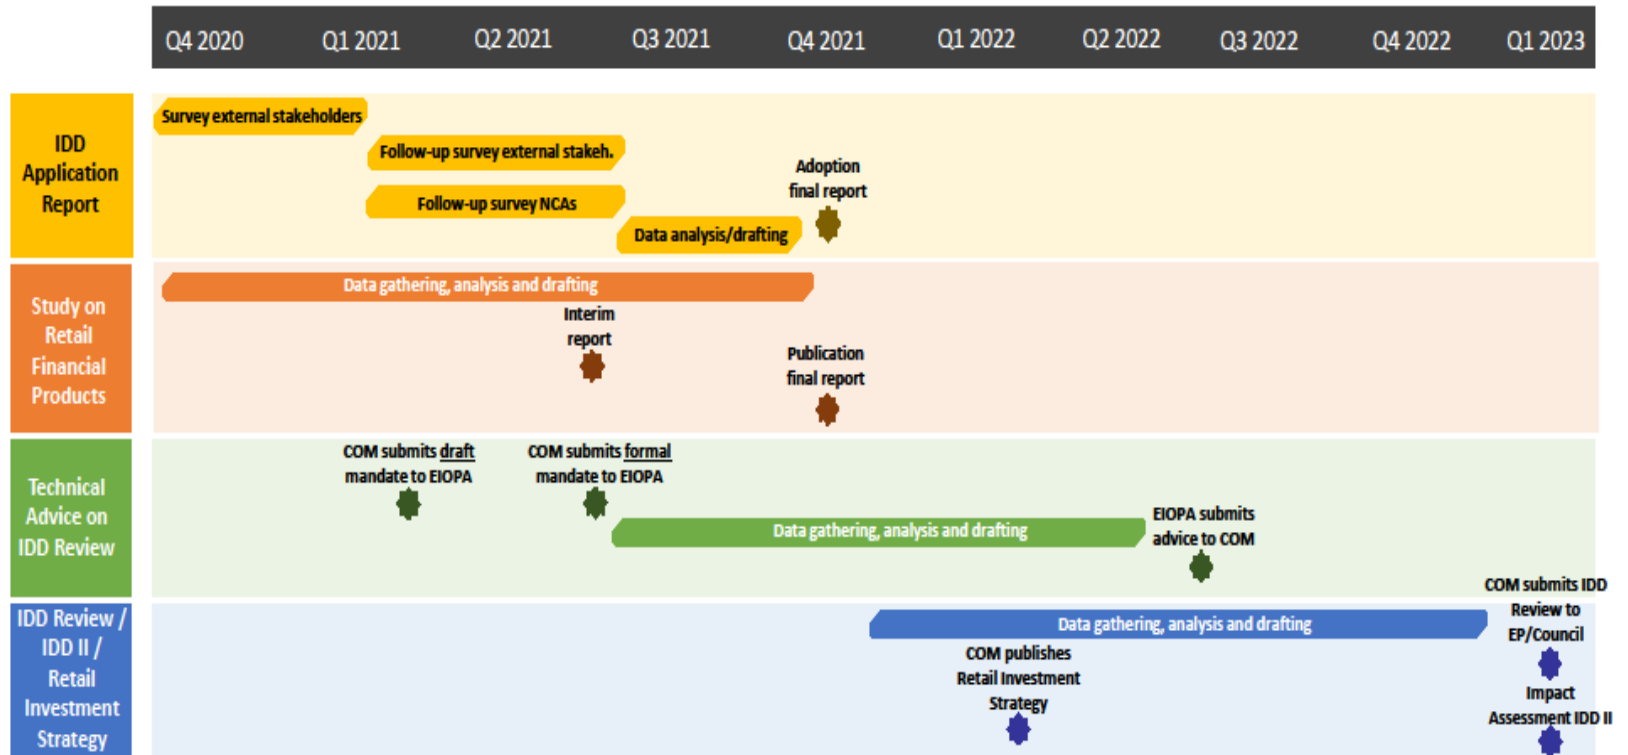 Q4 2020 Q1 2021 Q2 2021 Q3 2021 Q4 2021 Q1 2022 Q2 2022 Q3 2022 Q4 2022 Q1 2023
IDD
Application
Report
Survey external stakeholders
Follow-up survey external stakeh.
Follow-up survey NCAs
Data analysis/drafting
Adoption
final report
Study on
Retail
Financial
Products
Data gathering, analysis and drafting
Interim
report
Publication
final report
Technical
Advice on
IDD Review
COM submits draft
mandate to EIOPA
COM submits formal
mandate to EIOPA
Data gathering, analysis and drafting
EIOPA submits
advice to COM
IDD Review /
IDD II /
Retail
Investment
Strategy
Data gathering, analysis and drafting
COM publishes
Retail Investment
Strategy
COM submits IDD
Review to
EP/Council
Impact
Assessment IDD II